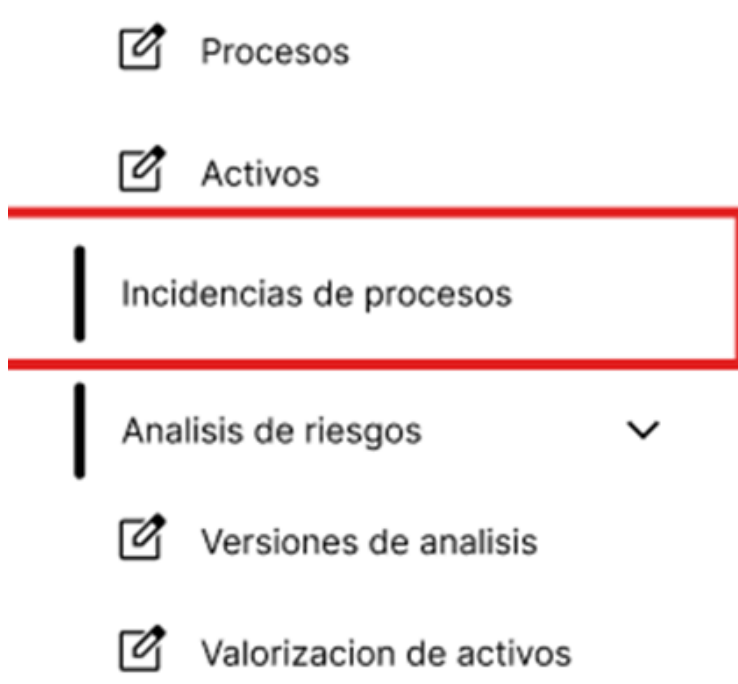 Procesos
Activos
Incidencias de procesos
Analisis de riesgos
Versiones de analisis
Valorizacion de activos